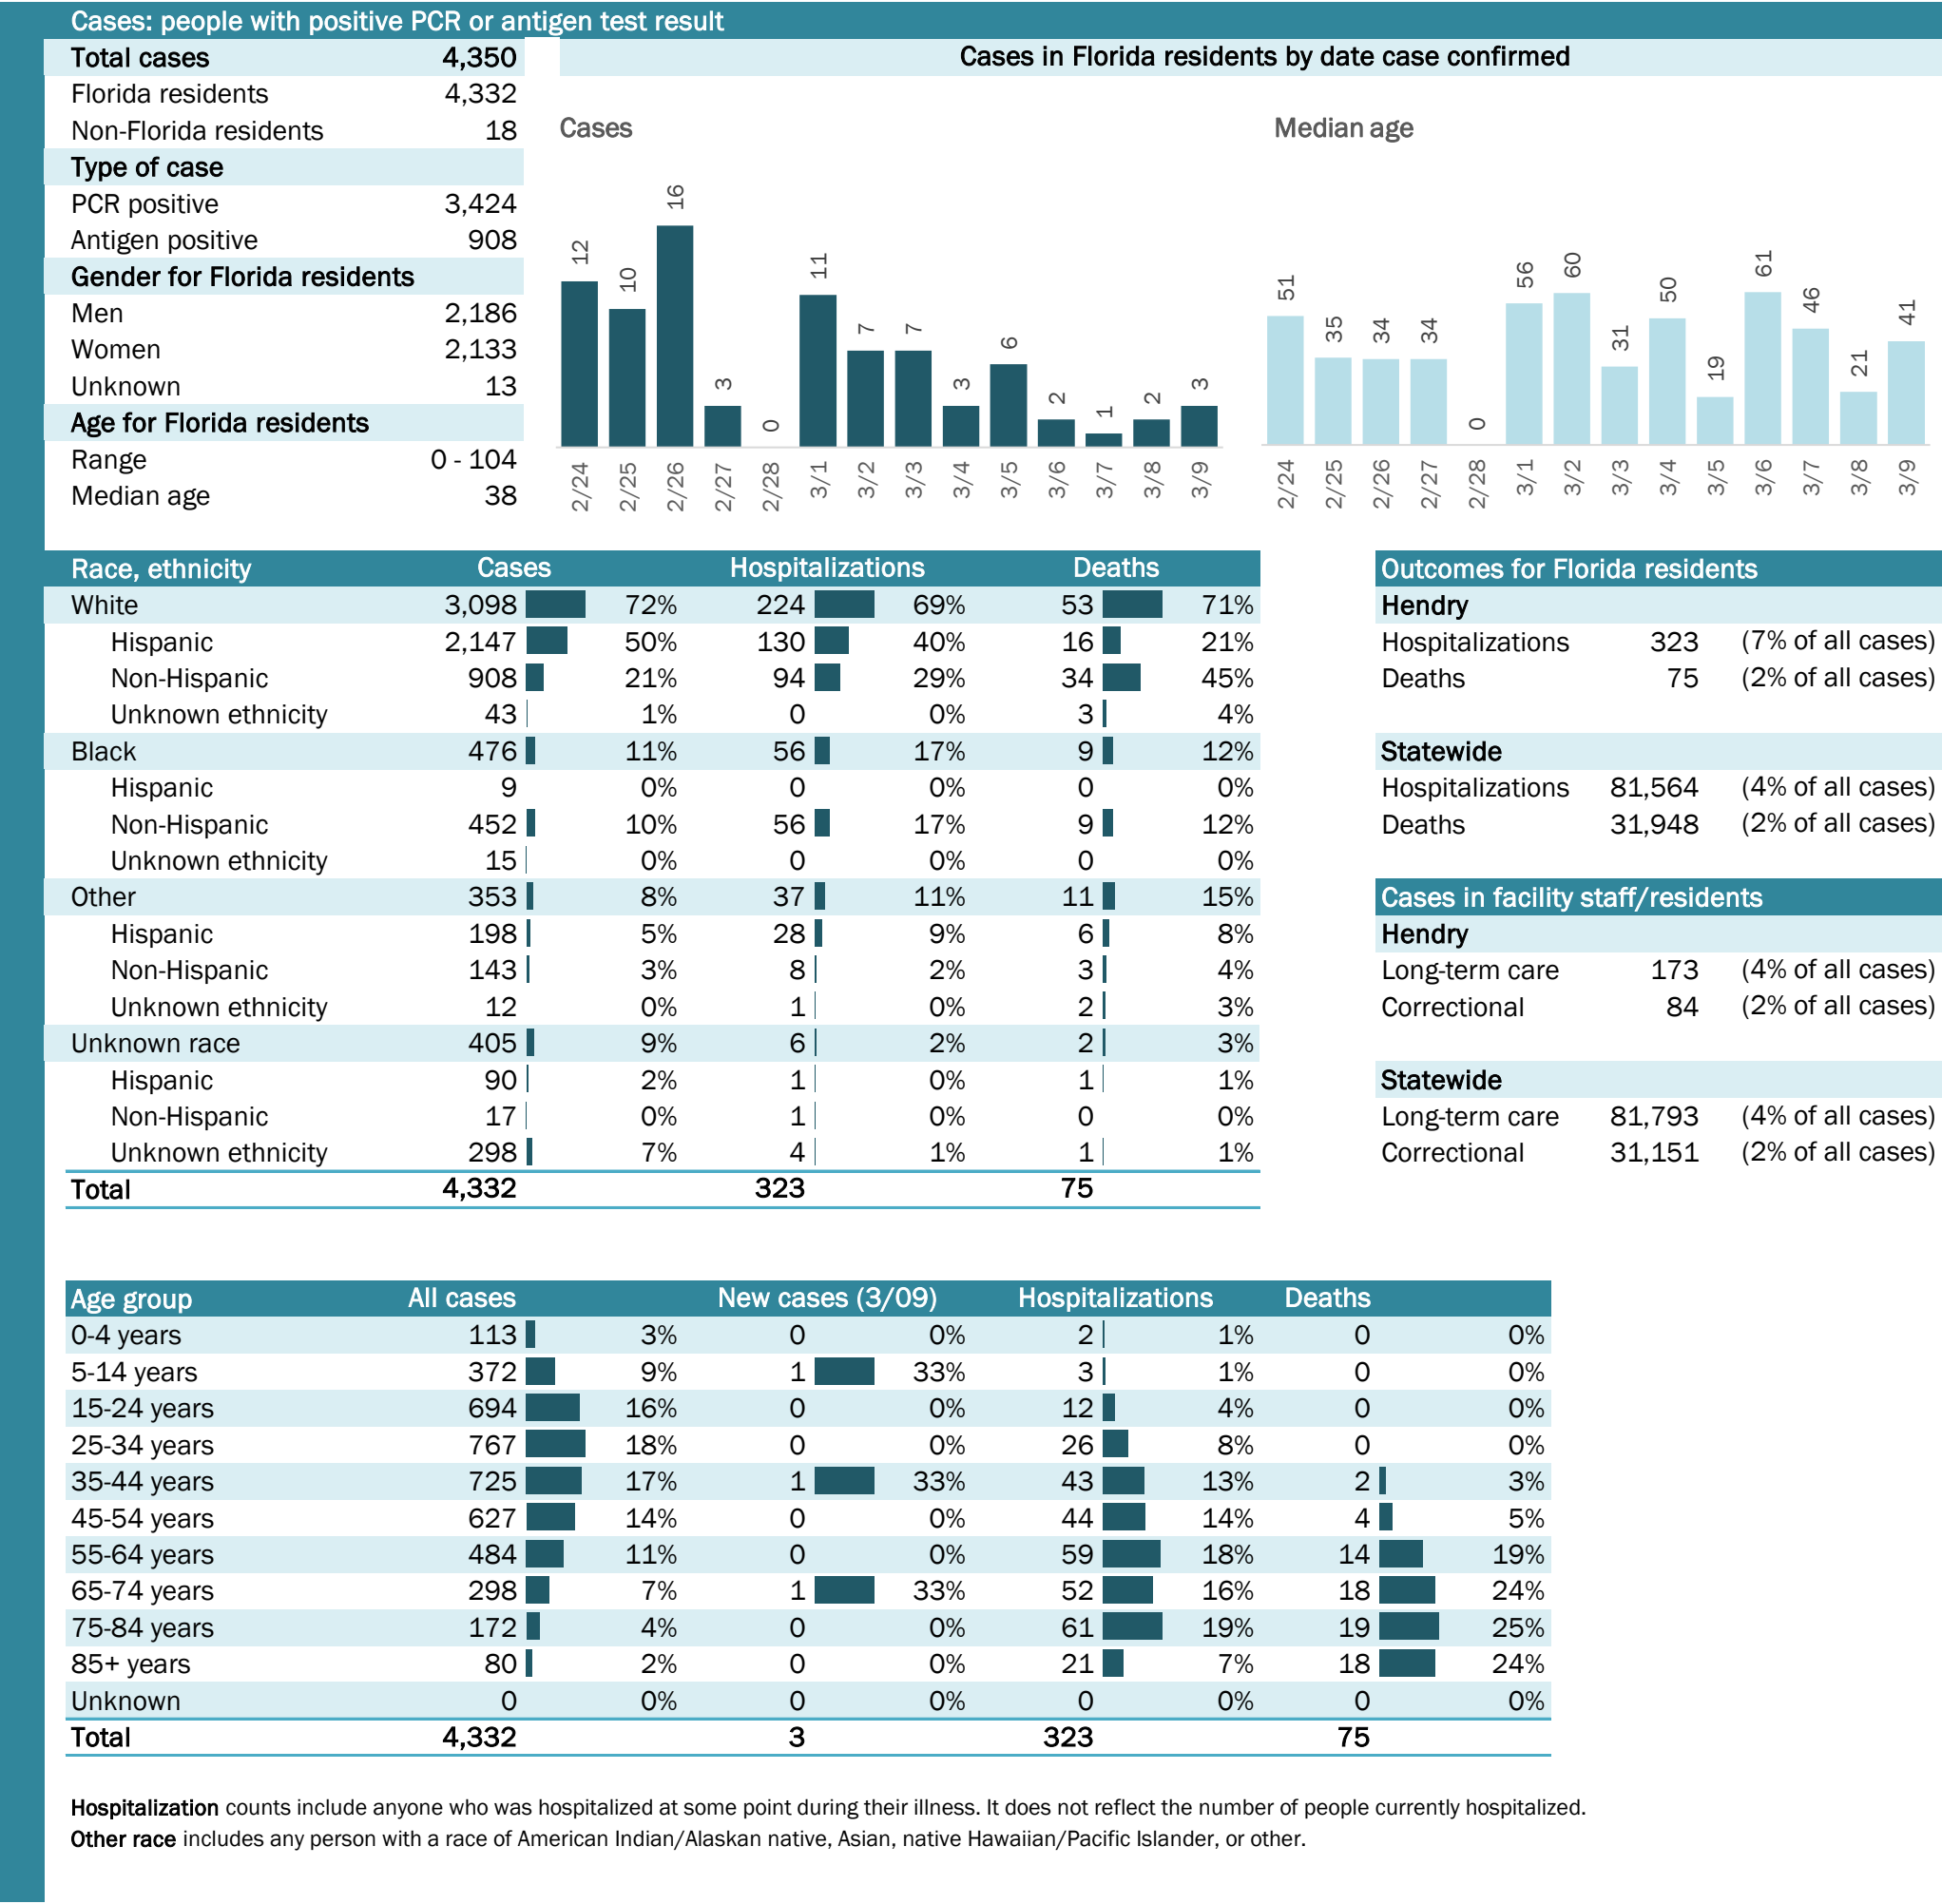 Cases: people with positive PCR or antigen test result
Total cases 4,350
Florida residents 4,332
Non-Florida residents 18
Type of case
PCR positive 3,424
Antigen positive 908
Gender for Florida residents
Men 2,186
Women 2,133
Unknown 13
Age for Florida residents
Range 0 - 104
Median age 38
Cases in Florida residents by date case confirmed
Cases
12 10 16 3 0 11 7 7 3 6 2 1 2 3
2/24 2/25 2/26 2/27 2/28 3/1 3/2 3/3 3/4 3/5 3/6 3/7 3/8 3/9
Median age
51 35 34 34 0 56 60 31 50 19 61 46 21 41
2/24 2/25 2/26 2/27 2/28 3/1 3/2 3/3 3/4 3/5 3/6 3/7 3/8 3/9
Race, ethnicity Cases Hospitalizations Deaths
White 3,098 72% 224 69% 53 71%
Hispanic 2,147 50% 130 40% 16 21%
Non-Hispanic 908 21% 94 29% 34 45%
Unknown ethnicity 43 1% 0 0% 3 4%
Black 476 11% 56 17% 9 12%
Hispanic 9 0% 0 0% 0 0%
Non-Hispanic 452 10% 56 17% 9 12%
Unknown ethnicity 15 0% 0 0% 0 0%
Other 353 8% 37 11% 11 15%
Hispanic 198 5% 28 9% 6 8%
Non-Hispanic 143 3% 8 2% 3 4%
Unknown ethnicity 12 0% 1 0% 2 3%
Unknown race 405 9% 6 2% 2 3%
Hispanic 90 2% 1 0% 1 1%
Non-Hispanic 17 0% 1 0% 0 0%
Unknown ethnicity 298 7% 4 1% 1 1%
Total 4,332 323 75
Outcomes for Florida residents
Hendry
Hospitalizations 323 (7% of all cases)
Deaths 75 (2% of all cases)
Statewide
Hospitalizations 81,564 (4% of all cases)
Deaths 31,948 (2% of all cases)
Cases in facility staff/residents
Hendry
Long-term care 173 (4% of all cases)
Correctional 84 (2% of all cases)
Statewide
Long-term care 81,793 (4% of all cases)
Correctional 31,151 (2% of all cases)
Age group All cases New cases (3/09) Hospitalizations Deaths
0-4 years 113 3% 0 0% 2 1% 0 0%
5-14 years 372 9% 1 33% 3 1% 0 0%
15-24 years 694 16% 0 0% 12 4% 0 0%
25-34 years 767 18% 0 0% 26 8% 0 0%
35-44 years 725 17% 1 33% 43 13% 2 3%
45-54 years 627 14% 0 0% 44 14% 4 5%
55-64 years 484 11% 0 0% 59 18% 14 19%
65-74 years 298 7% 1 33% 52 16% 18 24%
75-84 years 172 4% 0 0% 61 19% 19 25%
85+ years 80 2% 0 0% 21 7% 18 24%
Unknown 0 0% 0 0% 0 0% 0 0%
Total 4,332 3 323 75
Hospitalization counts include anyone who was hospitalized at some point during their illness. It does not reflect the number of people currently hospitalized.
Other race includes any person with a race of American Indian/Alaskan native, Asian, native Hawaiian/Pacific Islander, or other.